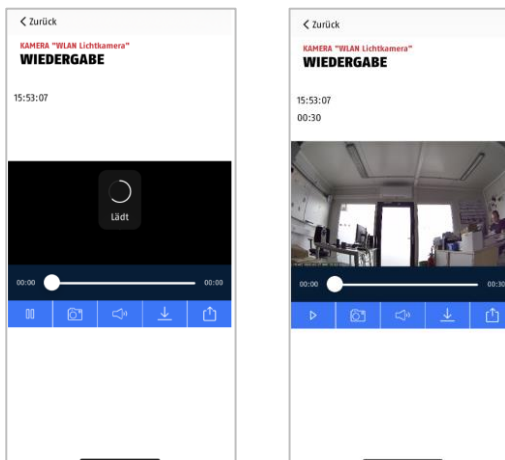 Zurück
KAMERA "WLAN Lichtkamera"
WIEDERGABE
15:53:07
Lädt
00:00
00:00
Zurück
KAMERA "WLAN Lichtkamera"
WIEDERGABE
15:53:07
00:30
00:00
00:30